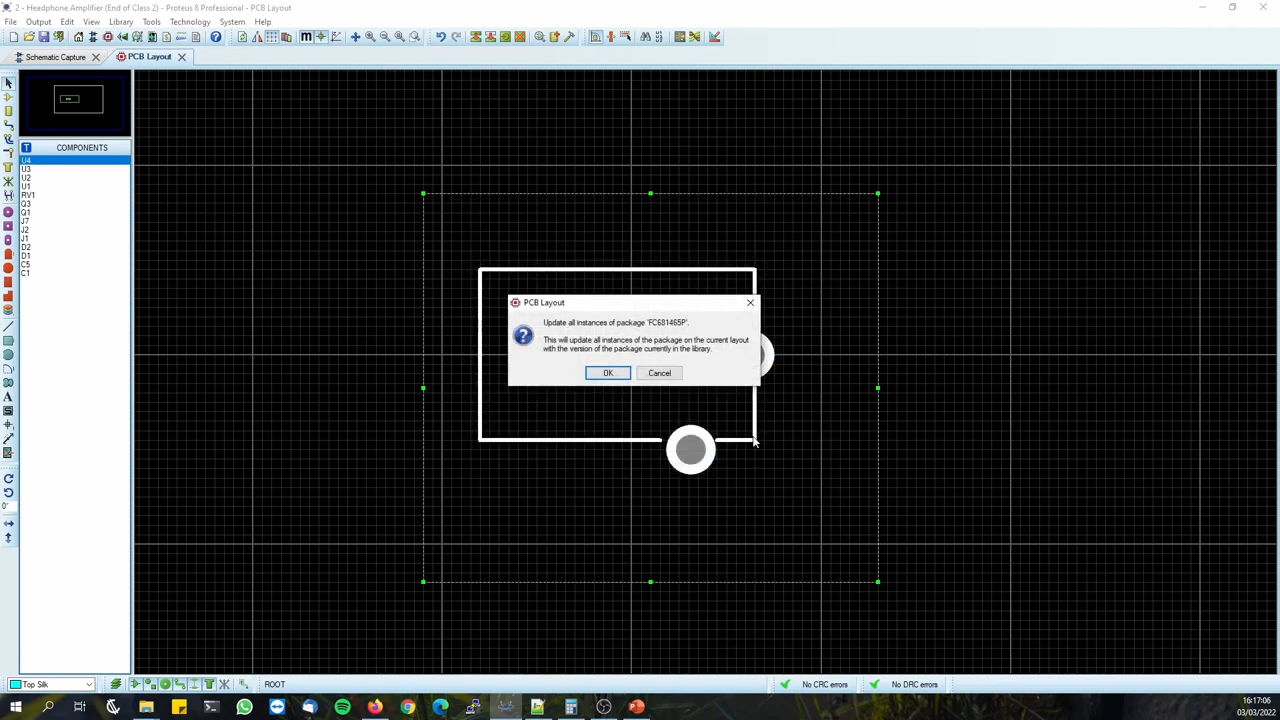 2 - Headphone Amplifier (End of Class 2) - Proteus 8 Professional - PCB Layout
File Output Edit View Library Tools Technology System Help
Schematic Capture PCB Layout
T COMPONENTS
U4
U3
U2
U1
RV1
Q3
Q1
J7
J2
J1
D2
D1
C5
C1
PCB Layout
Update all instances of package 'FC681465P'.
This will update all instances of the package on the current layout
with the version of the package currently in the library.
OK Cancel
0°
Top Silk ROOT No CRC errors No DRC errors
16:17:06
03/03/2022